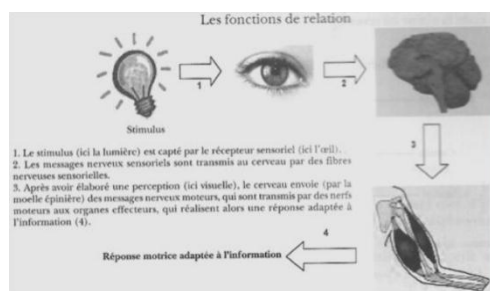 Les fonctions de relation
1
2
Stimulus
3
1. Le stimulus (ici la lumière) est capté par le récepteur sensoriel (ici l'œil).
2. Les messages nerveux sensoriels sont transmis au cerveau par des fibres
nerveuses sensorielles.
3. Après avoir élaboré une perception (ici visuelle), le cerveau envoie (par la
moelle épinière) des messages nerveux moteurs, qui sont transmis par des nerfs
moteurs aux organes effecteurs, qui réalisent alors une réponse adaptée à
l'information (4).
4
Réponse motrice adaptée à l'information